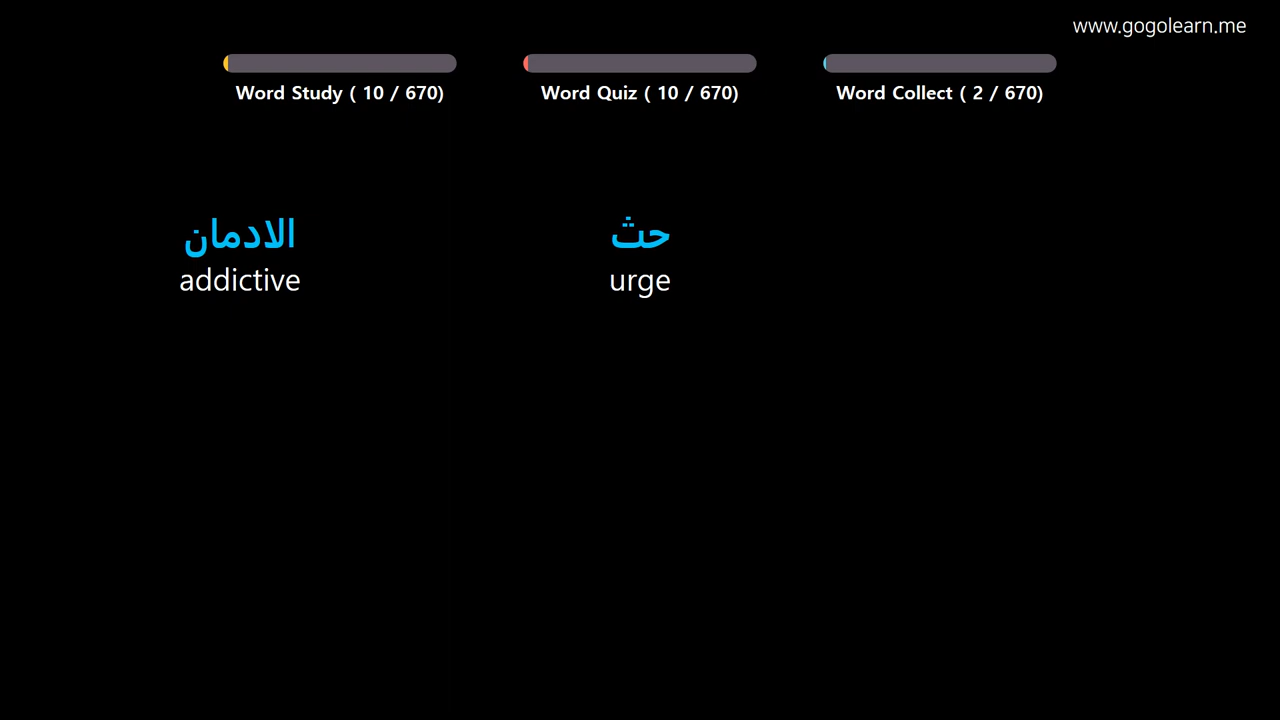 www.gogolearn.me
Word Study ( 10 / 670)
Word Quiz ( 10 / 670)
Word Collect ( 2 / 670)
الادمان
addictive
حث
urge